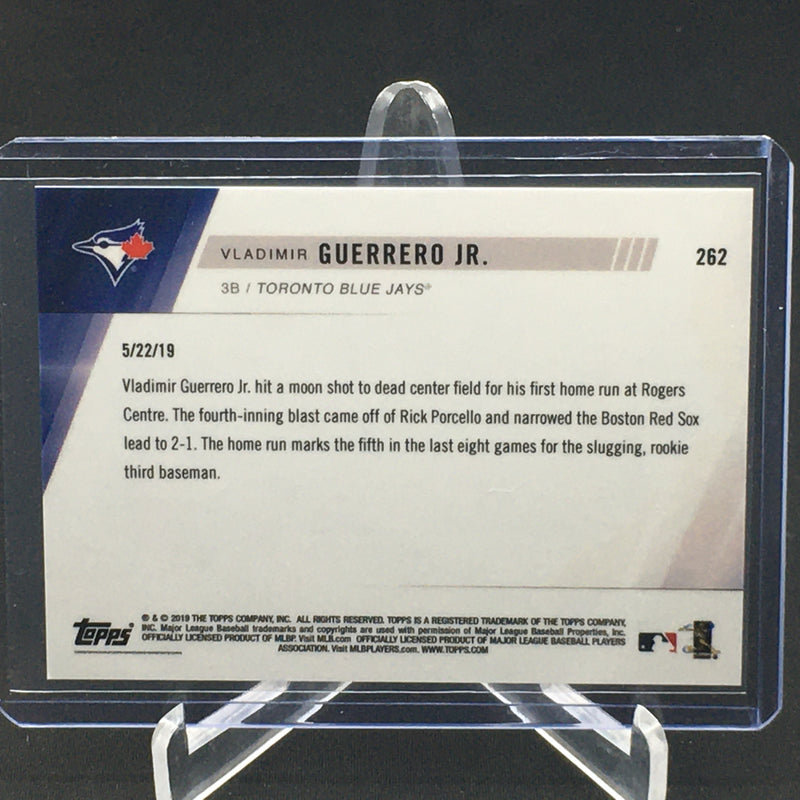 VLADIMIR GUERRERO JR.
262
3B / TORONTO BLUE JAYS®
5/22/19
Vladimir Guerrero Jr. hit a moon shot to dead center field for his first home run at Rogers
Centre. The fourth-inning blast came off of Rick Porcello and narrowed the Boston Red Sox
lead to 2-1. The home run marks the fifth in the last eight games for the slugging, rookie
third baseman.
Topps
® & © 2019 THE TOPPS COMPANY, INC. ALL RIGHTS RESERVED. TOPPS IS A REGISTERED TRADEMARK OF THE TOPPS COMPANY,
INC. Major League Baseball trademarks and copyrights are used with permission of Major League Baseball Properties, Inc.
OFFICIALLY LICENSED PRODUCT OF MLBP. Visit MLB.com OFFICIALLY LICENSED PRODUCT OF MAJOR LEAGUE BASEBALL PLAYERS
ASSOCIATION. Visit MLBPLAYERS.com. WWW.TOPPS.COM